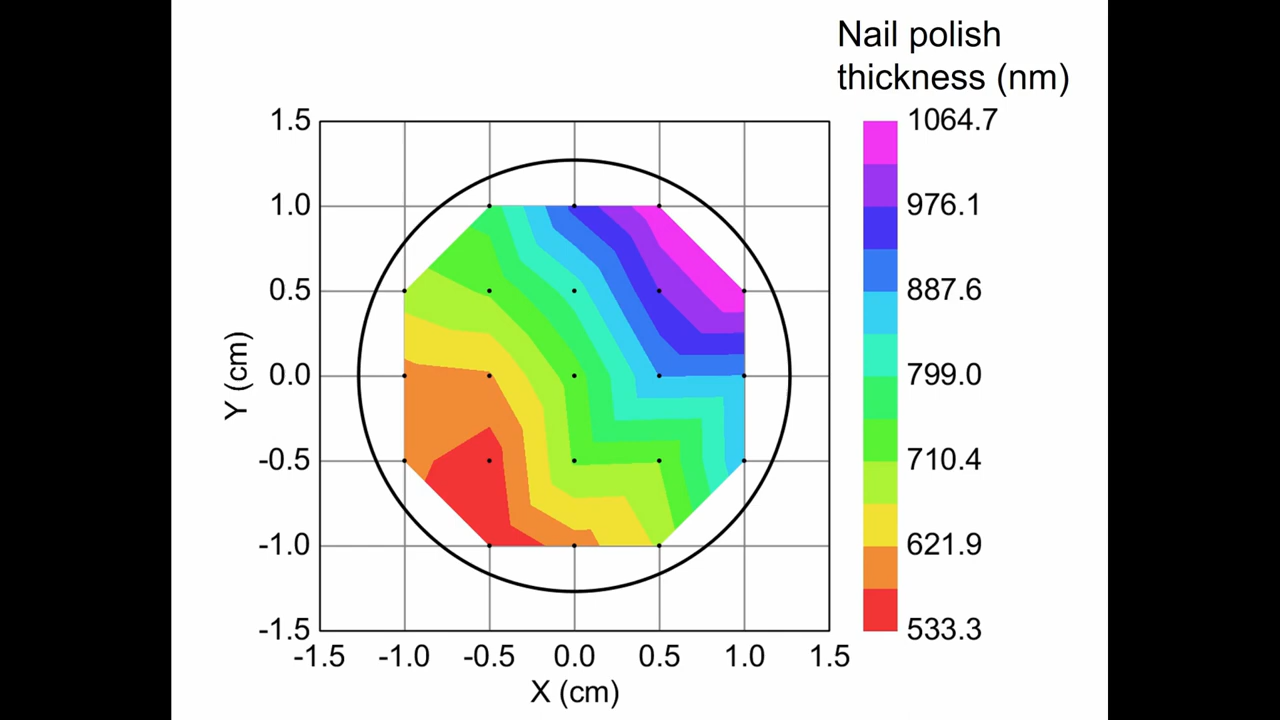 Nail polish
thickness (nm)
1064.7
976.1
887.6
799.0
710.4
621.9
533.3
1.5
1.0
0.5
0.0
-0.5
-1.0
-1.5
Y (cm)
-1.5 -1.0 -0.5 0.0 0.5 1.0 1.5
X (cm)